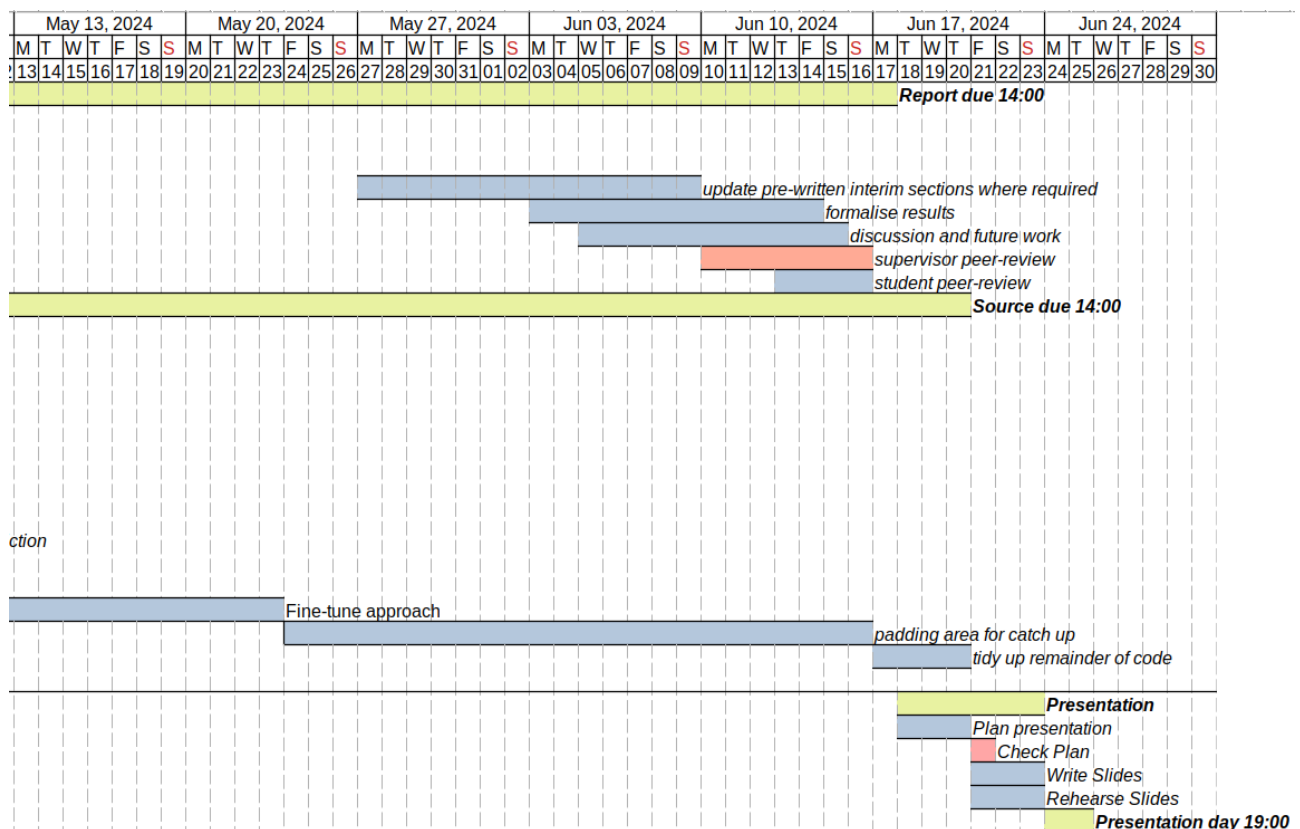 May 13, 2024 May 20, 2024 May 27, 2024 Jun 03, 2024 Jun 10, 2024 Jun 17, 2024 Jun 24, 2024
M T W T F S S M T W T F S S M T W T F S S M T W T F S S M T W T F S S M T W T F S S M T W T F S S
13 14 15 16 17 18 19 20 21 22 23 24 25 26 27 28 29 30 31 01 02 03 04 05 06 07 08 09 10 11 12 13 14 15 16 17 18 19 20 21 22 23 24 25 26 27 28 29 30
Report due 14:00
update pre-written interim sections where required
formalise results
discussion and future work
supervisor peer-review
student peer-review
Source due 14:00
ction
Fine-tune approach
padding area for catch up
tidy up remainder of code
Presentation
Plan presentation
Check Plan
Write Slides
Rehearse Slides
Presentation day 19:00